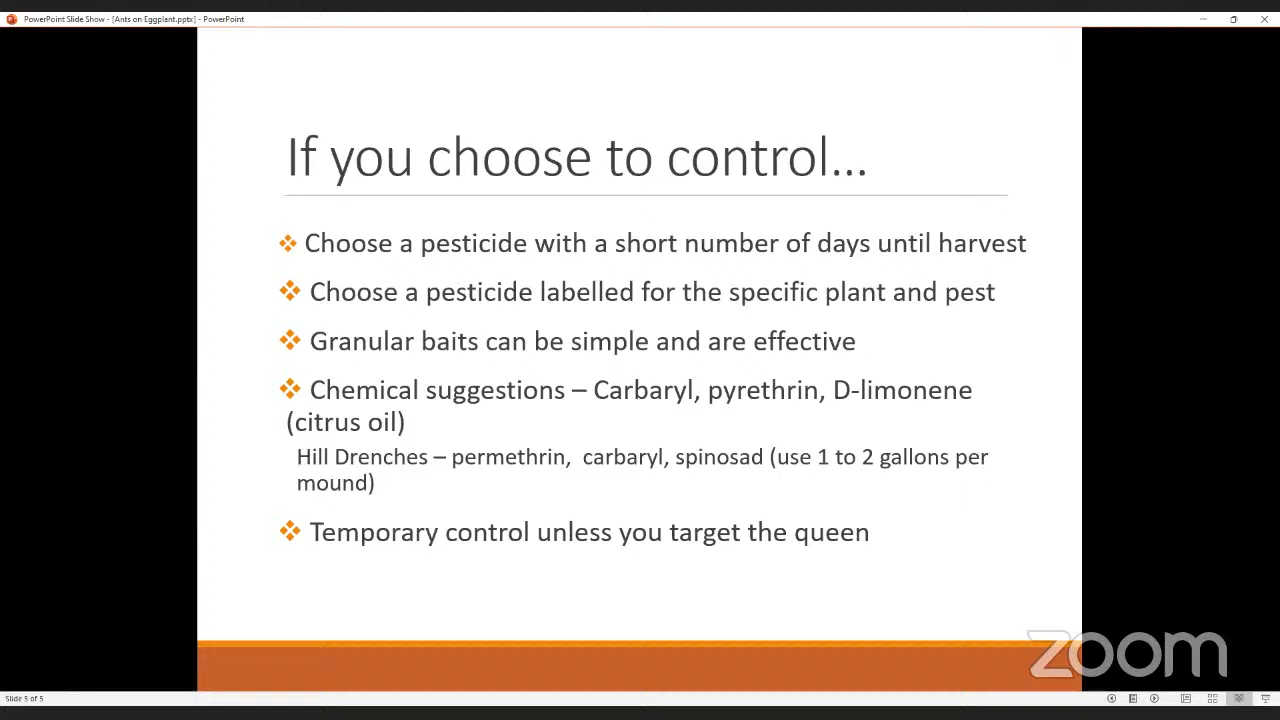 PowerPoint Slide Show - [Ants on Eggplant.pptx] - PowerPoint
If you choose to control...
Choose a pesticide with a short number of days until harvest
Choose a pesticide labelled for the specific plant and pest
Granular baits can be simple and are effective
Chemical suggestions – Carbaryl, pyrethrin, D-limonene
(citrus oil)
Hill Drenches – permethrin, carbaryl, spinosad (use 1 to 2 gallons per
mound)
Temporary control unless you target the queen
zoom
Slide 5 of 5